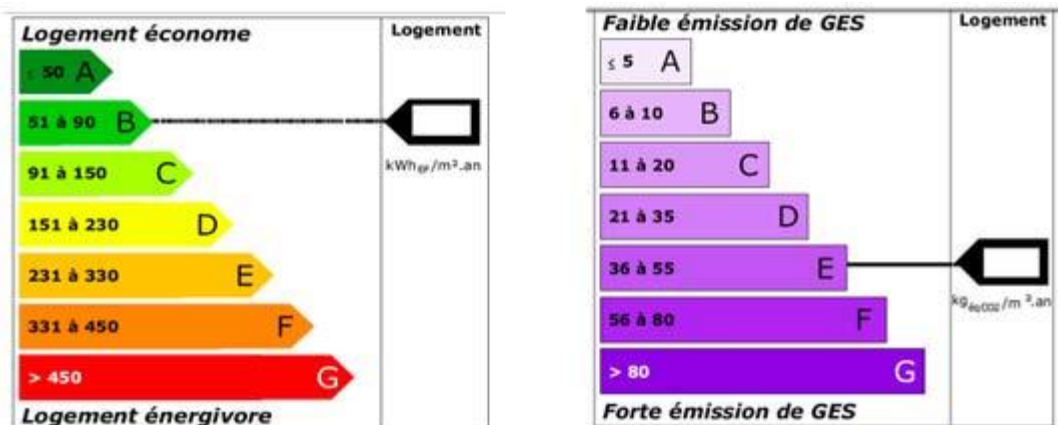 Logement économe
Logement
≤ 50 A
51 à 90 B
kWhEP/m².an
91 à 150 C
151 à 230 D
231 à 330 E
331 à 450 F
> 450 G
Logement énergivore
Faible émission de GES
Logement
≤ 5 A
6 à 10 B
11 à 20 C
21 à 35 D
36 à 55 E
kgéqCO2/m².an
56 à 80 F
> 80 G
Forte émission de GES